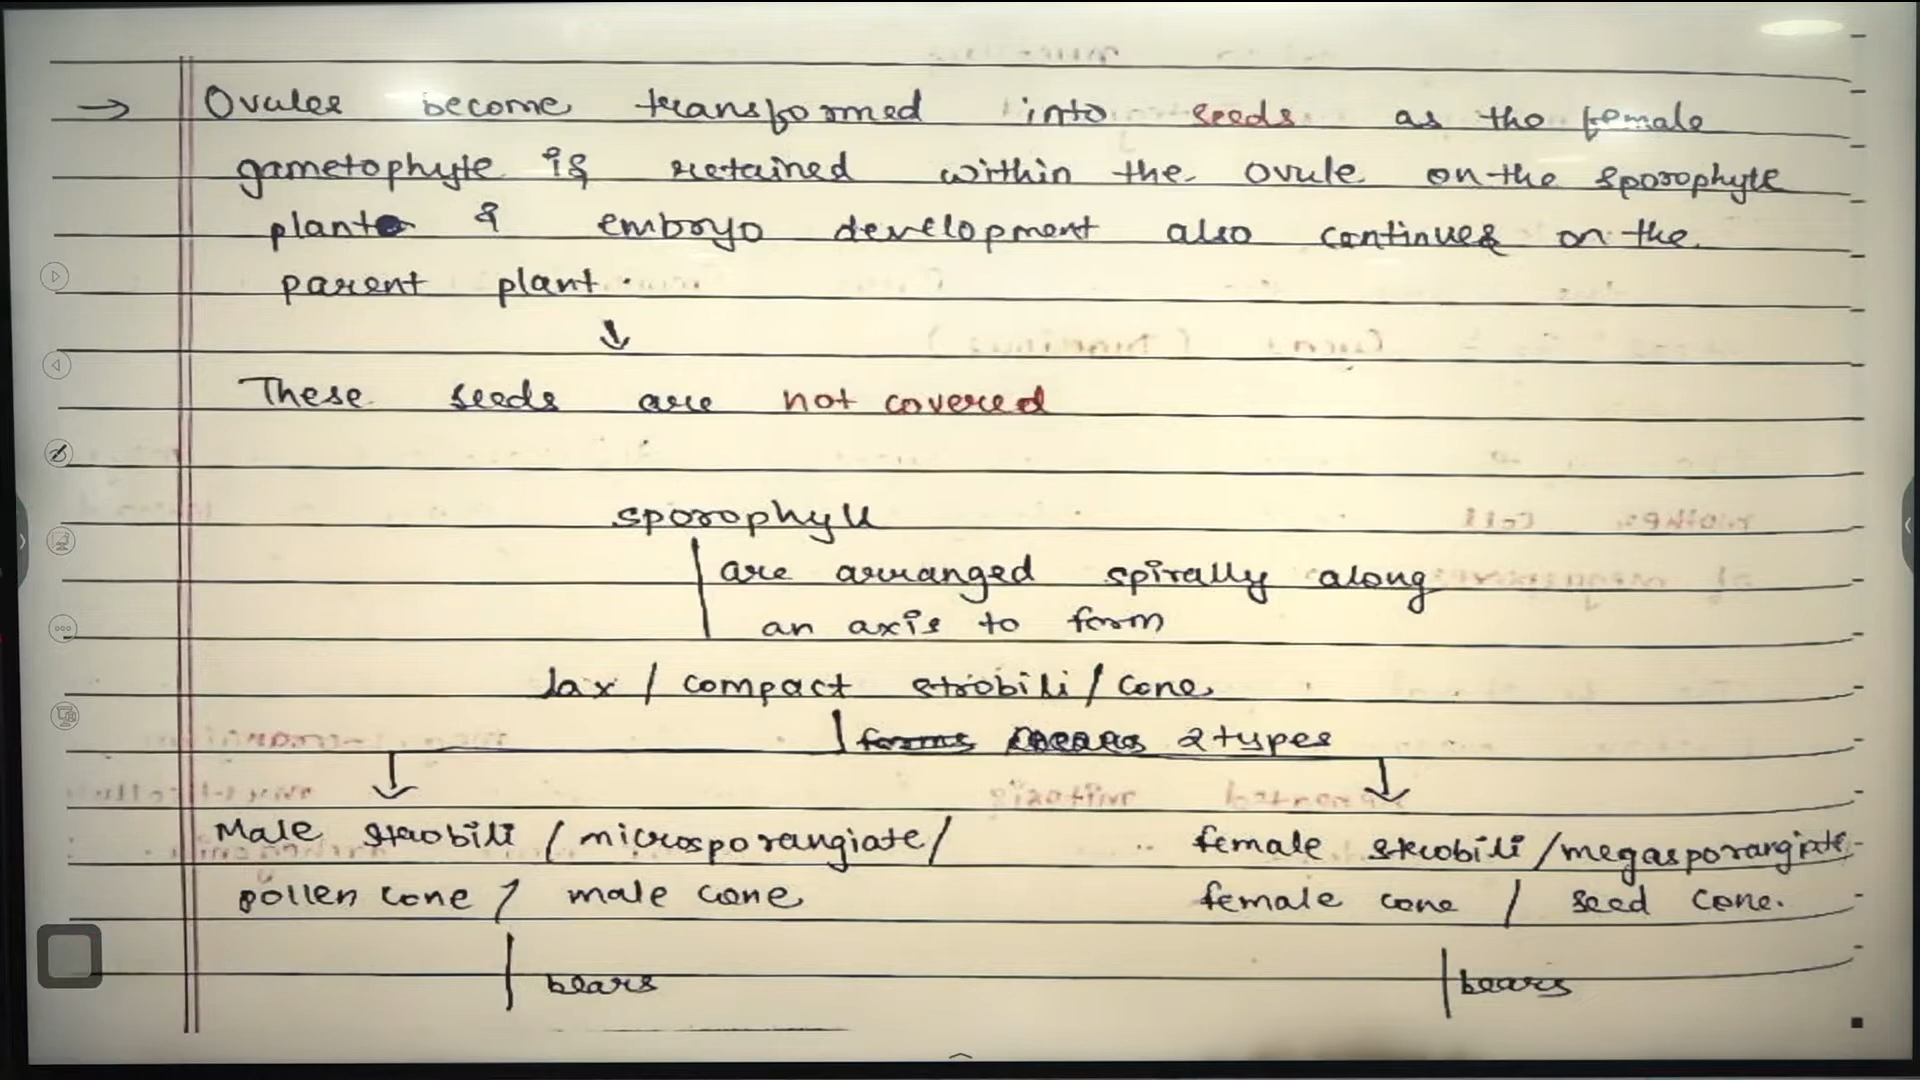 → Ovules become transformed into seeds as the female
gametophyte is retained within the ovule on the sporophyte
plant & embryo development also continues on the
parent plant.
↓
These seeds are not covered
sporophyll
are arranged spirally along
an axis to form
lax / compact strobili / cone
2 types
Male strobili / microsporangiate /
pollen cone / male cone
female strobili / megasporangiate
female cone / seed cone.
bears
bears